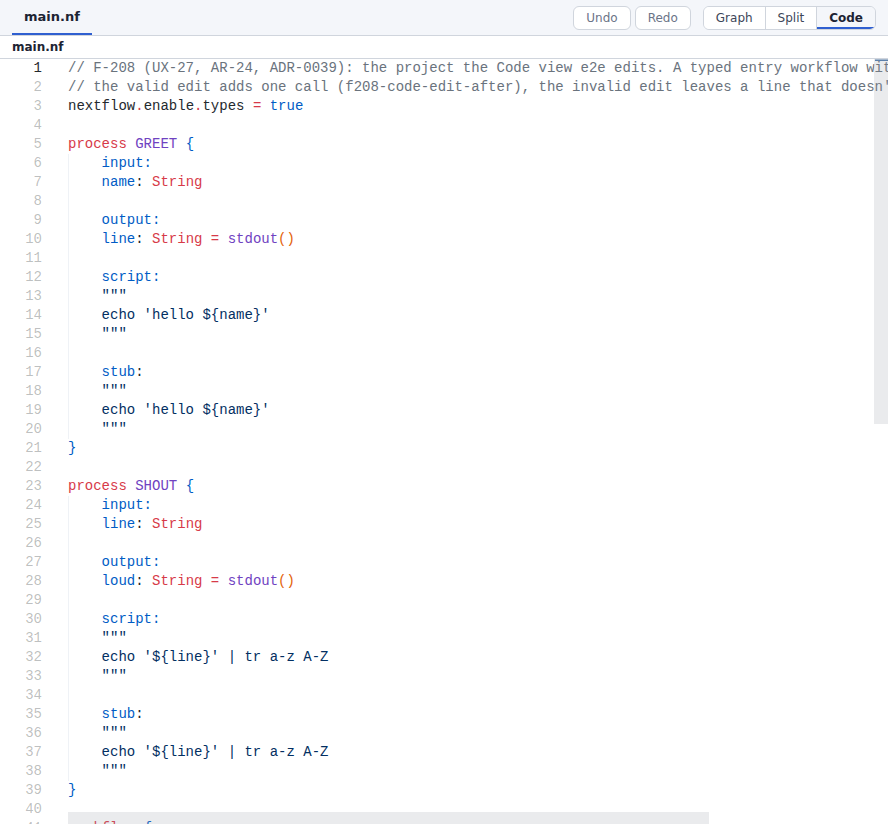 main.nf
Undo Redo Graph Split Code
main.nf
1 // F-208 (UX-27, AR-24, ADR-0039): the project the Code view e2e edits. A typed entry workflow wit
2 // the valid edit adds one call (f208-code-edit-after), the invalid edit leaves a line that doesn'
3 nextflow.enable.types = true
4
5 process GREET {
6 input:
7 name: String
8
9 output:
10 line: String = stdout()
11
12 script:
13 """
14 echo 'hello ${name}'
15 """
16
17 stub:
18 """
19 echo 'hello ${name}'
20 """
21 }
22
23 process SHOUT {
24 input:
25 line: String
26
27 output:
28 loud: String = stdout()
29
30 script:
31 """
32 echo '${line}' | tr a-z A-Z
33 """
34
35 stub:
36 """
37 echo '${line}' | tr a-z A-Z
38 """
39 }
40